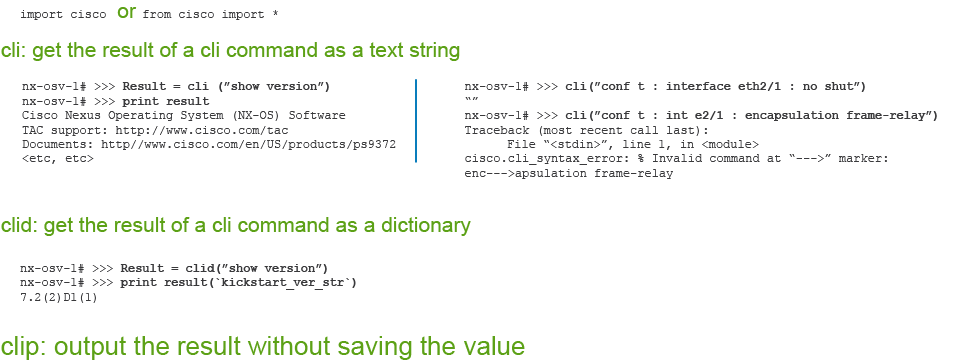 import cisco or from cisco import *
cli: get the result of a cli command as a text string
nx-osv-1# >>> Result = cli ("show version")
nx-osv-1# >>> print result
Cisco Nexus Operating System (NX-OS) Software
TAC support: http://www.cisco.com/tac
Documents: http//www.cisco.com/en/US/products/ps9372
<etc, etc>
nx-osv-1# >>> cli("conf t : interface eth2/1 : no shut")
“”
nx-osv-1# >>> cli("conf t : int e2/1 : encapsulation frame-relay")
Traceback (most recent call last):
File “<stdin>”, line 1, in <module>
cisco.cli_syntax_error: % Invalid command at “--->” marker:
enc--->apsulation frame-relay
clid: get the result of a cli command as a dictionary
nx-osv-1# >>> Result = clid("show version")
nx-osv-1# >>> print result(`kickstart_ver_str`)
7.2(2)D1(1)
clip: output the result without saving the value